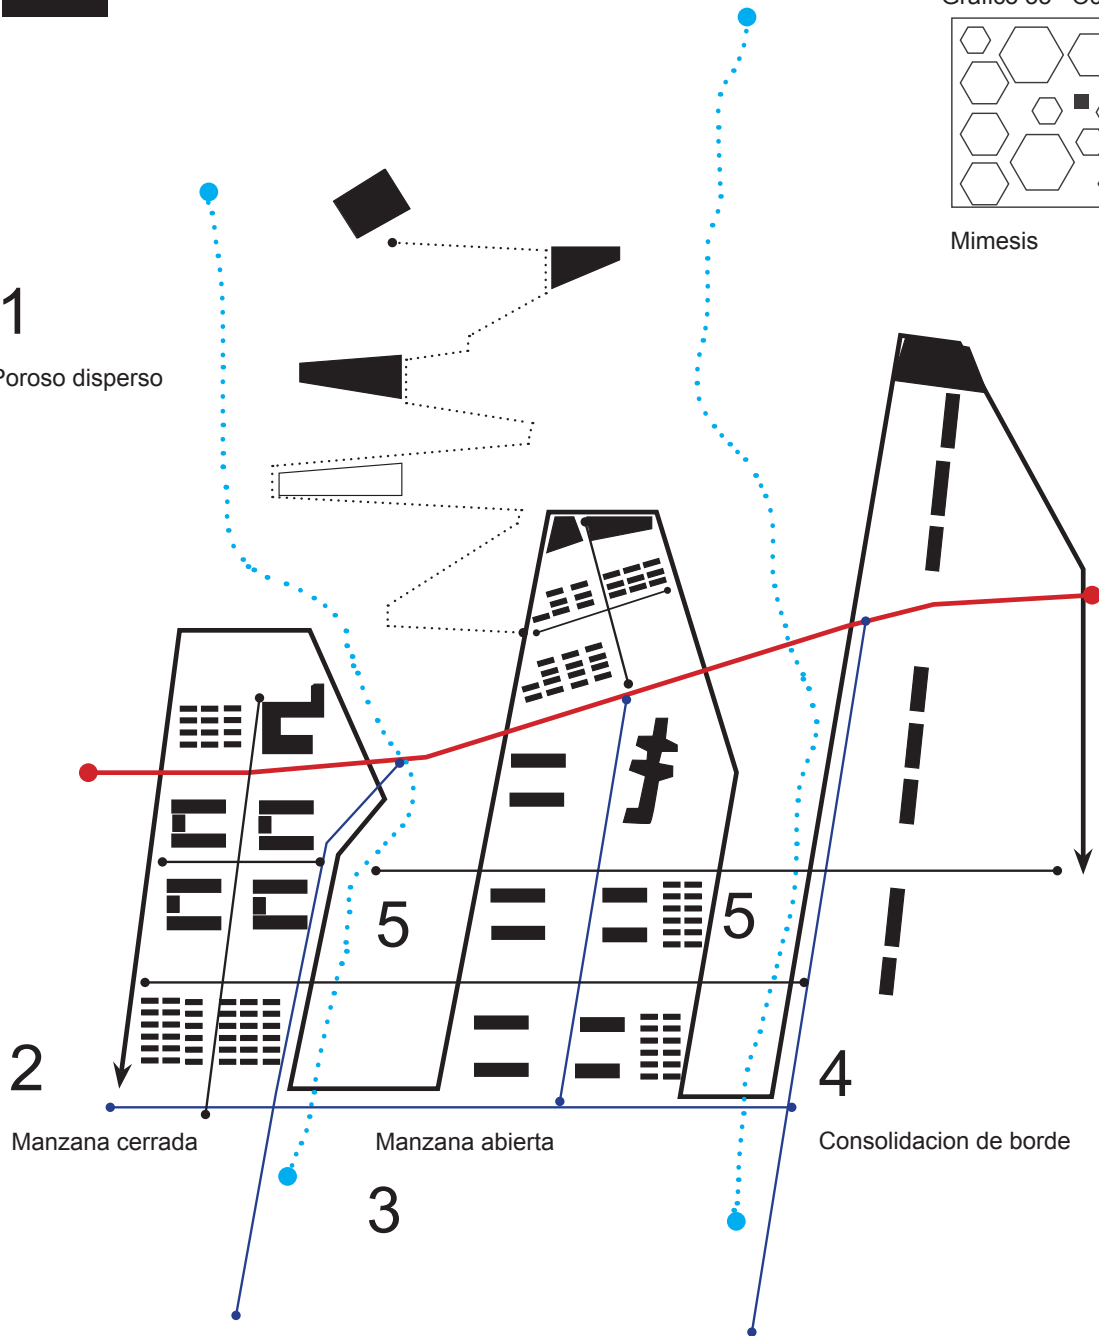 Mimesis
1
Poroso disperso
5
5
2
4
Manzana cerrada
Manzana abierta
Consolidacion de borde
3